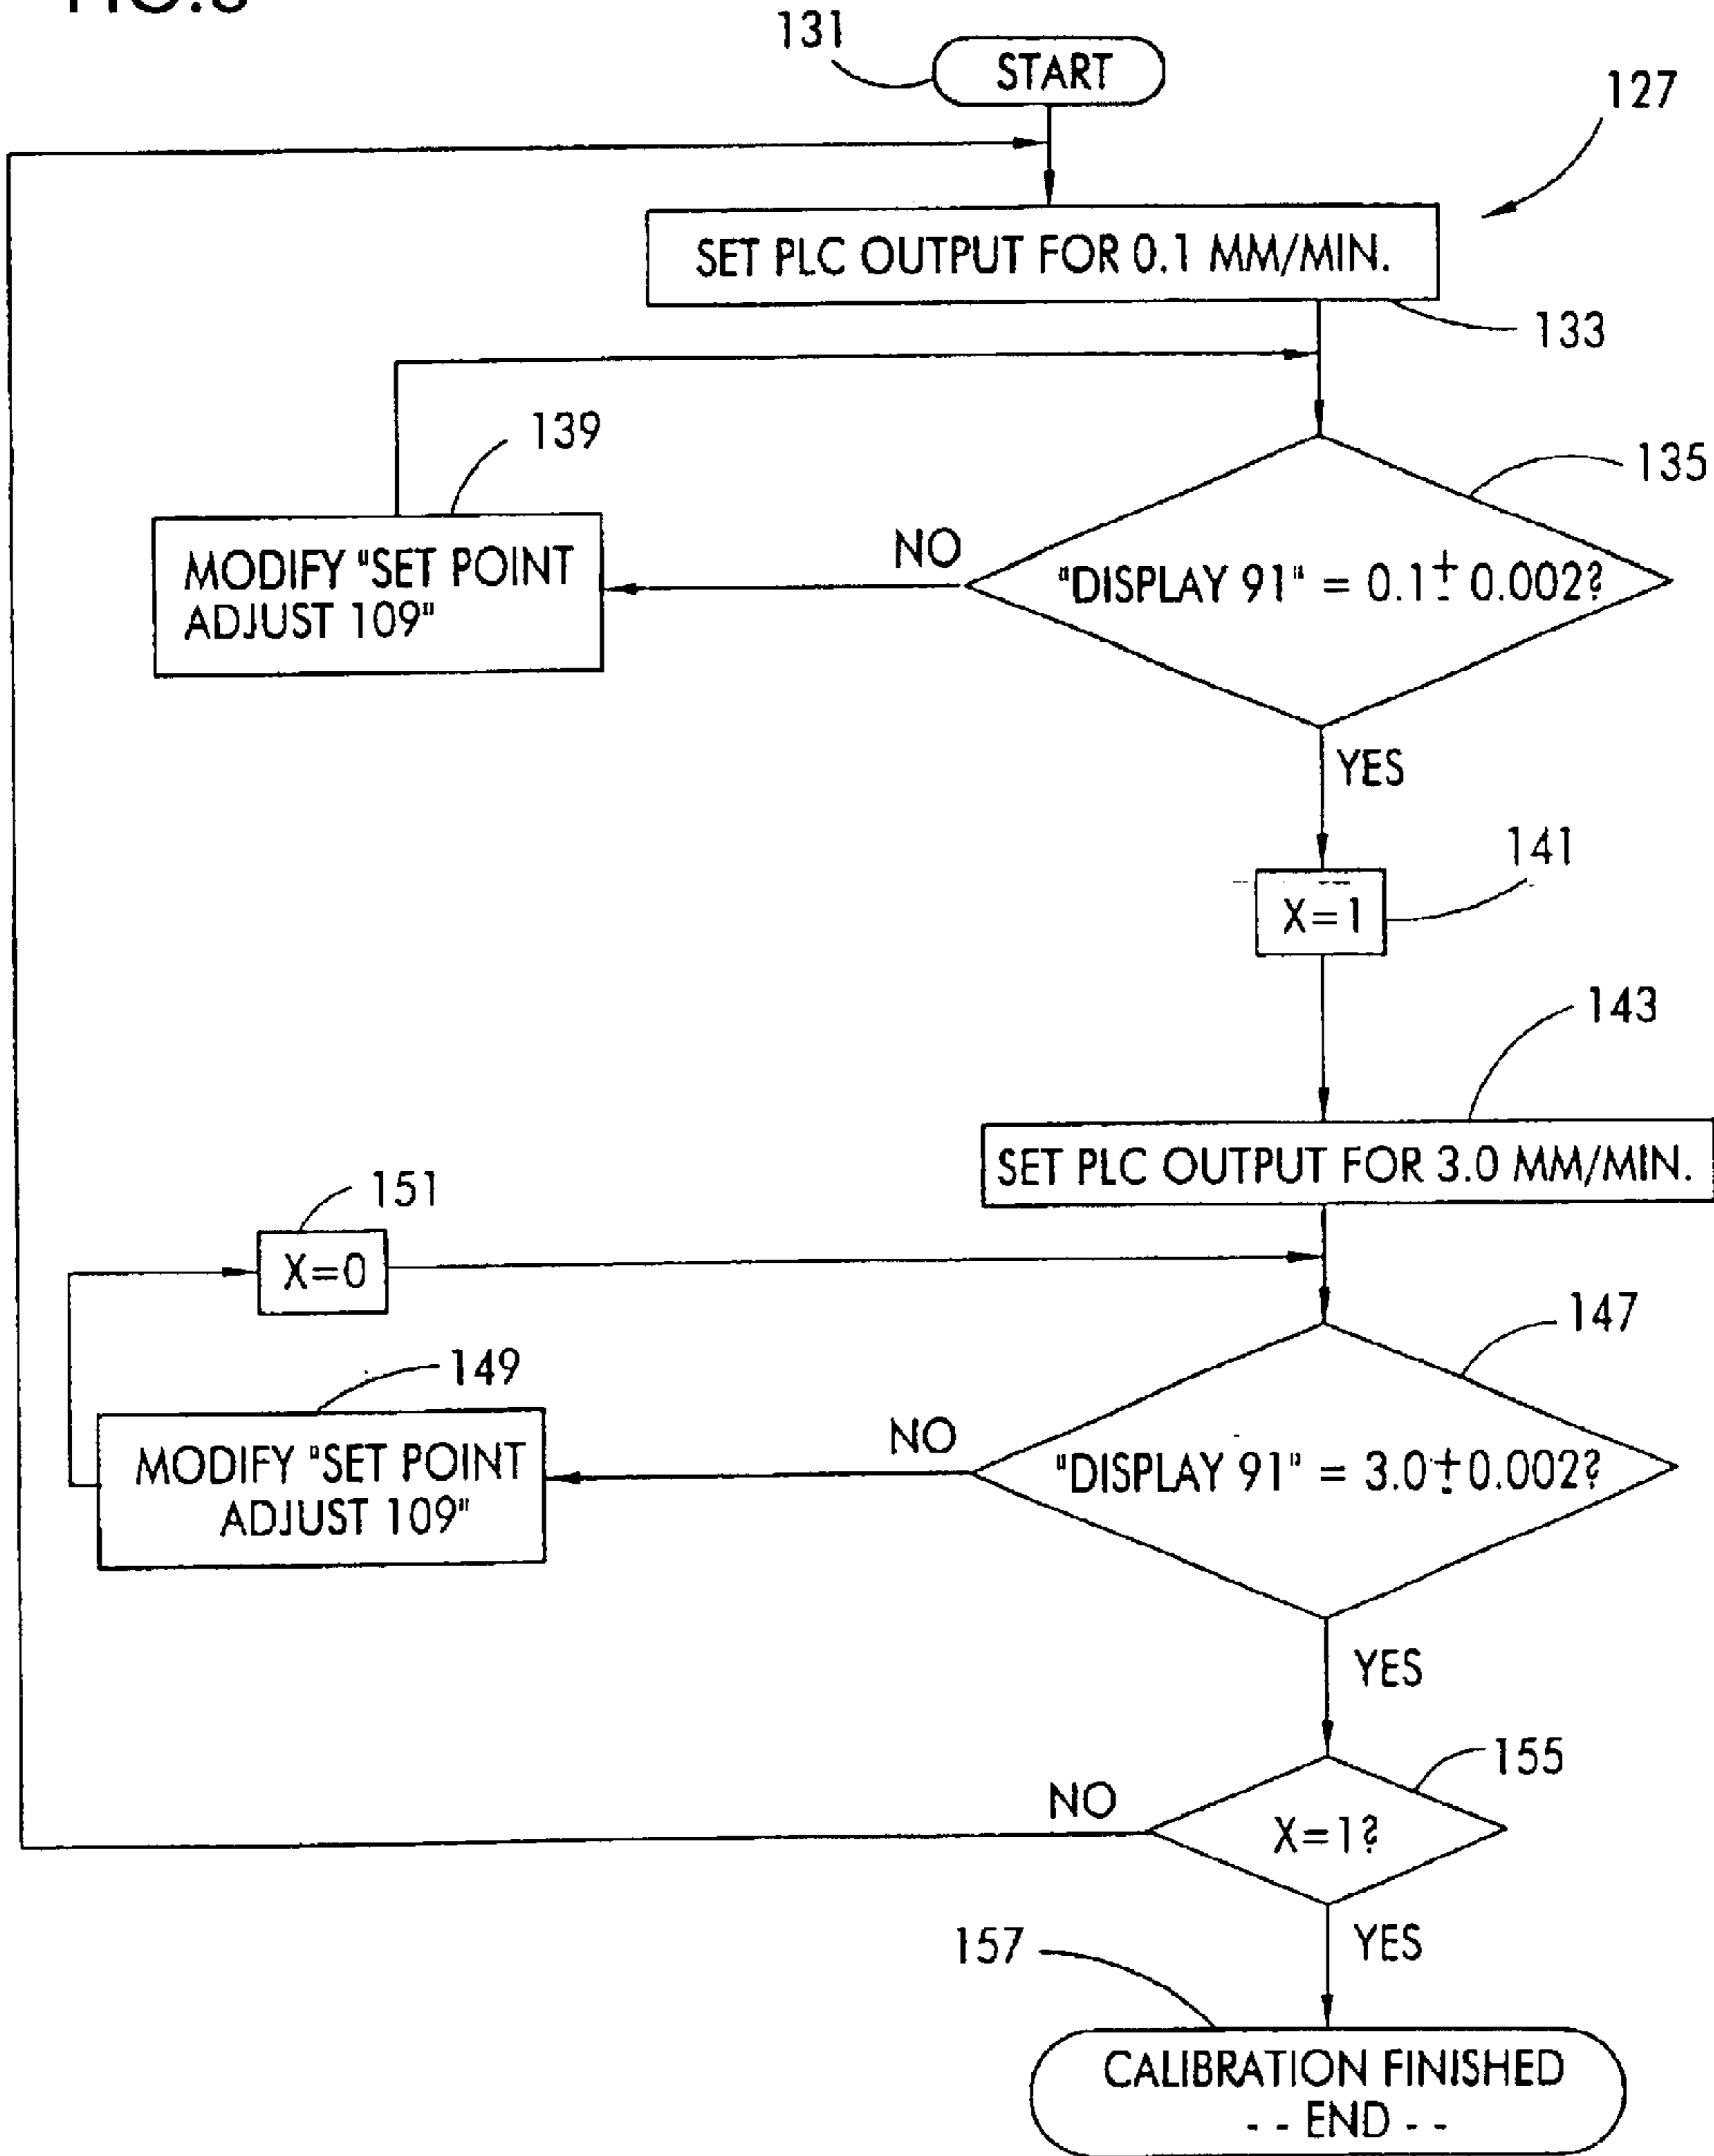 131
START
127
SET PLC OUTPUT FOR 0.1 MM/MIN.
133
139
135
MODIFY "SET POINT
ADJUST 109"
NO
"DISPLAY 91" = 0.1 ± 0.002?
YES
141
X=1
143
SET PLC OUTPUT FOR 3.0 MM/MIN.
151
X=0
147
149
MODIFY "SET POINT
ADJUST 109"
NO
"DISPLAY 91" = 3.0 ± 0.002?
YES
155
NO
X=1?
YES
157
CALIBRATION FINISHED
- - END - -